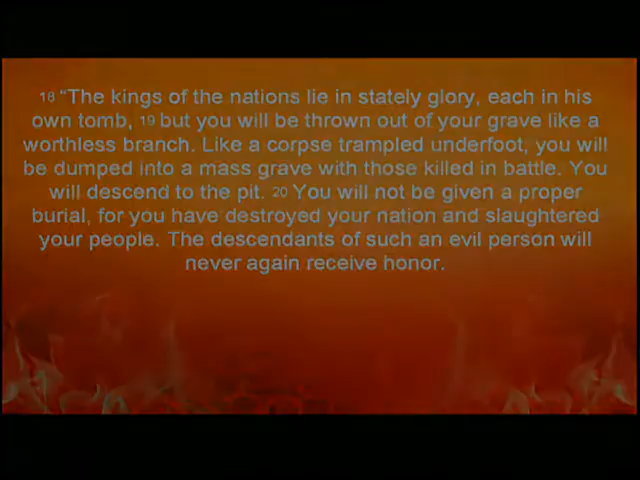 18 “The kings of the nations lie in stately glory, each in his
own tomb, 19 but you will be thrown out of your grave like a
worthless branch. Like a corpse trampled underfoot, you will
be dumped into a mass grave with those killed in battle. You
will descend to the pit. 20 You will not be given a proper
burial, for you have destroyed your nation and slaughtered
your people. The descendants of such an evil person will
never again receive honor.